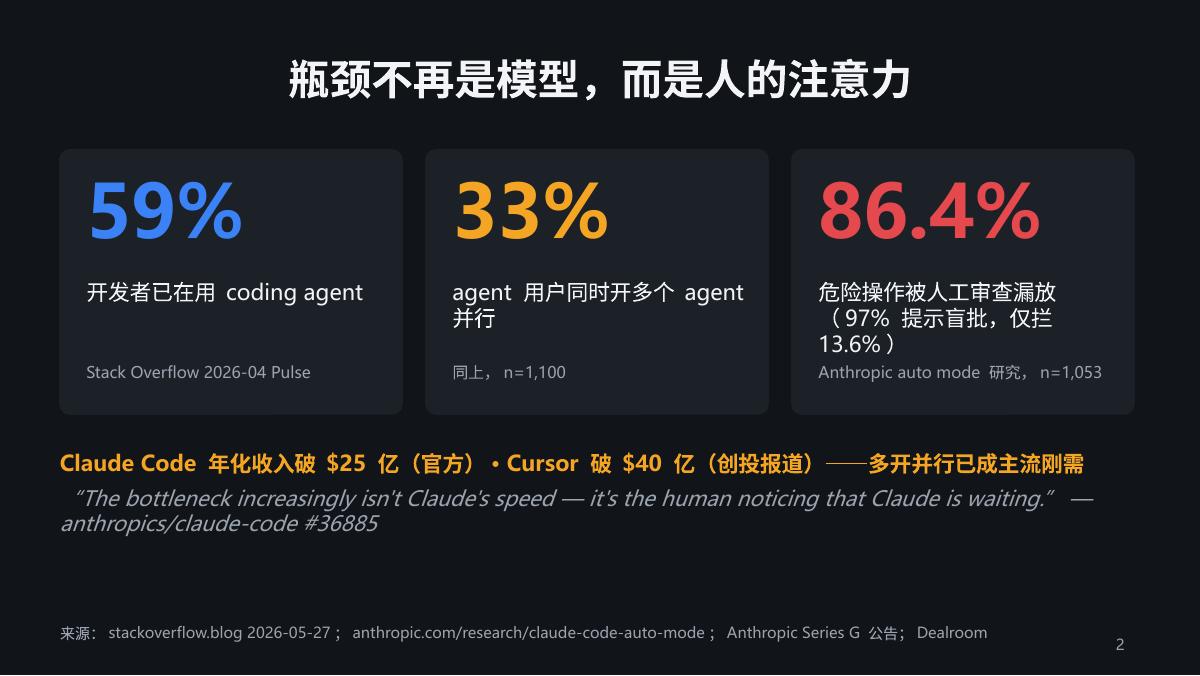 瓶颈不再是模型，而是人的注意力
59%
开发者已在用 coding agent
Stack Overflow 2026-04 Pulse
33%
agent 用户同时开多个 agent
并行
同上， n=1,100
86.4%
危险操作被人工审查漏放
（ 97% 提示盲批，仅拦
13.6% ）
Anthropic auto mode 研究， n=1,053
Claude Code 年化收入破 $25 亿（官方） • Cursor 破 $40 亿（创投报道）——多开并行已成主流刚需
“The bottleneck increasingly isn't Claude's speed — it's the human noticing that Claude is waiting.” —
anthropics/claude-code #36885
来源： stackoverflow.blog 2026-05-27 ； anthropic.com/research/claude-code-auto-mode ； Anthropic Series G 公告； Dealroom
2